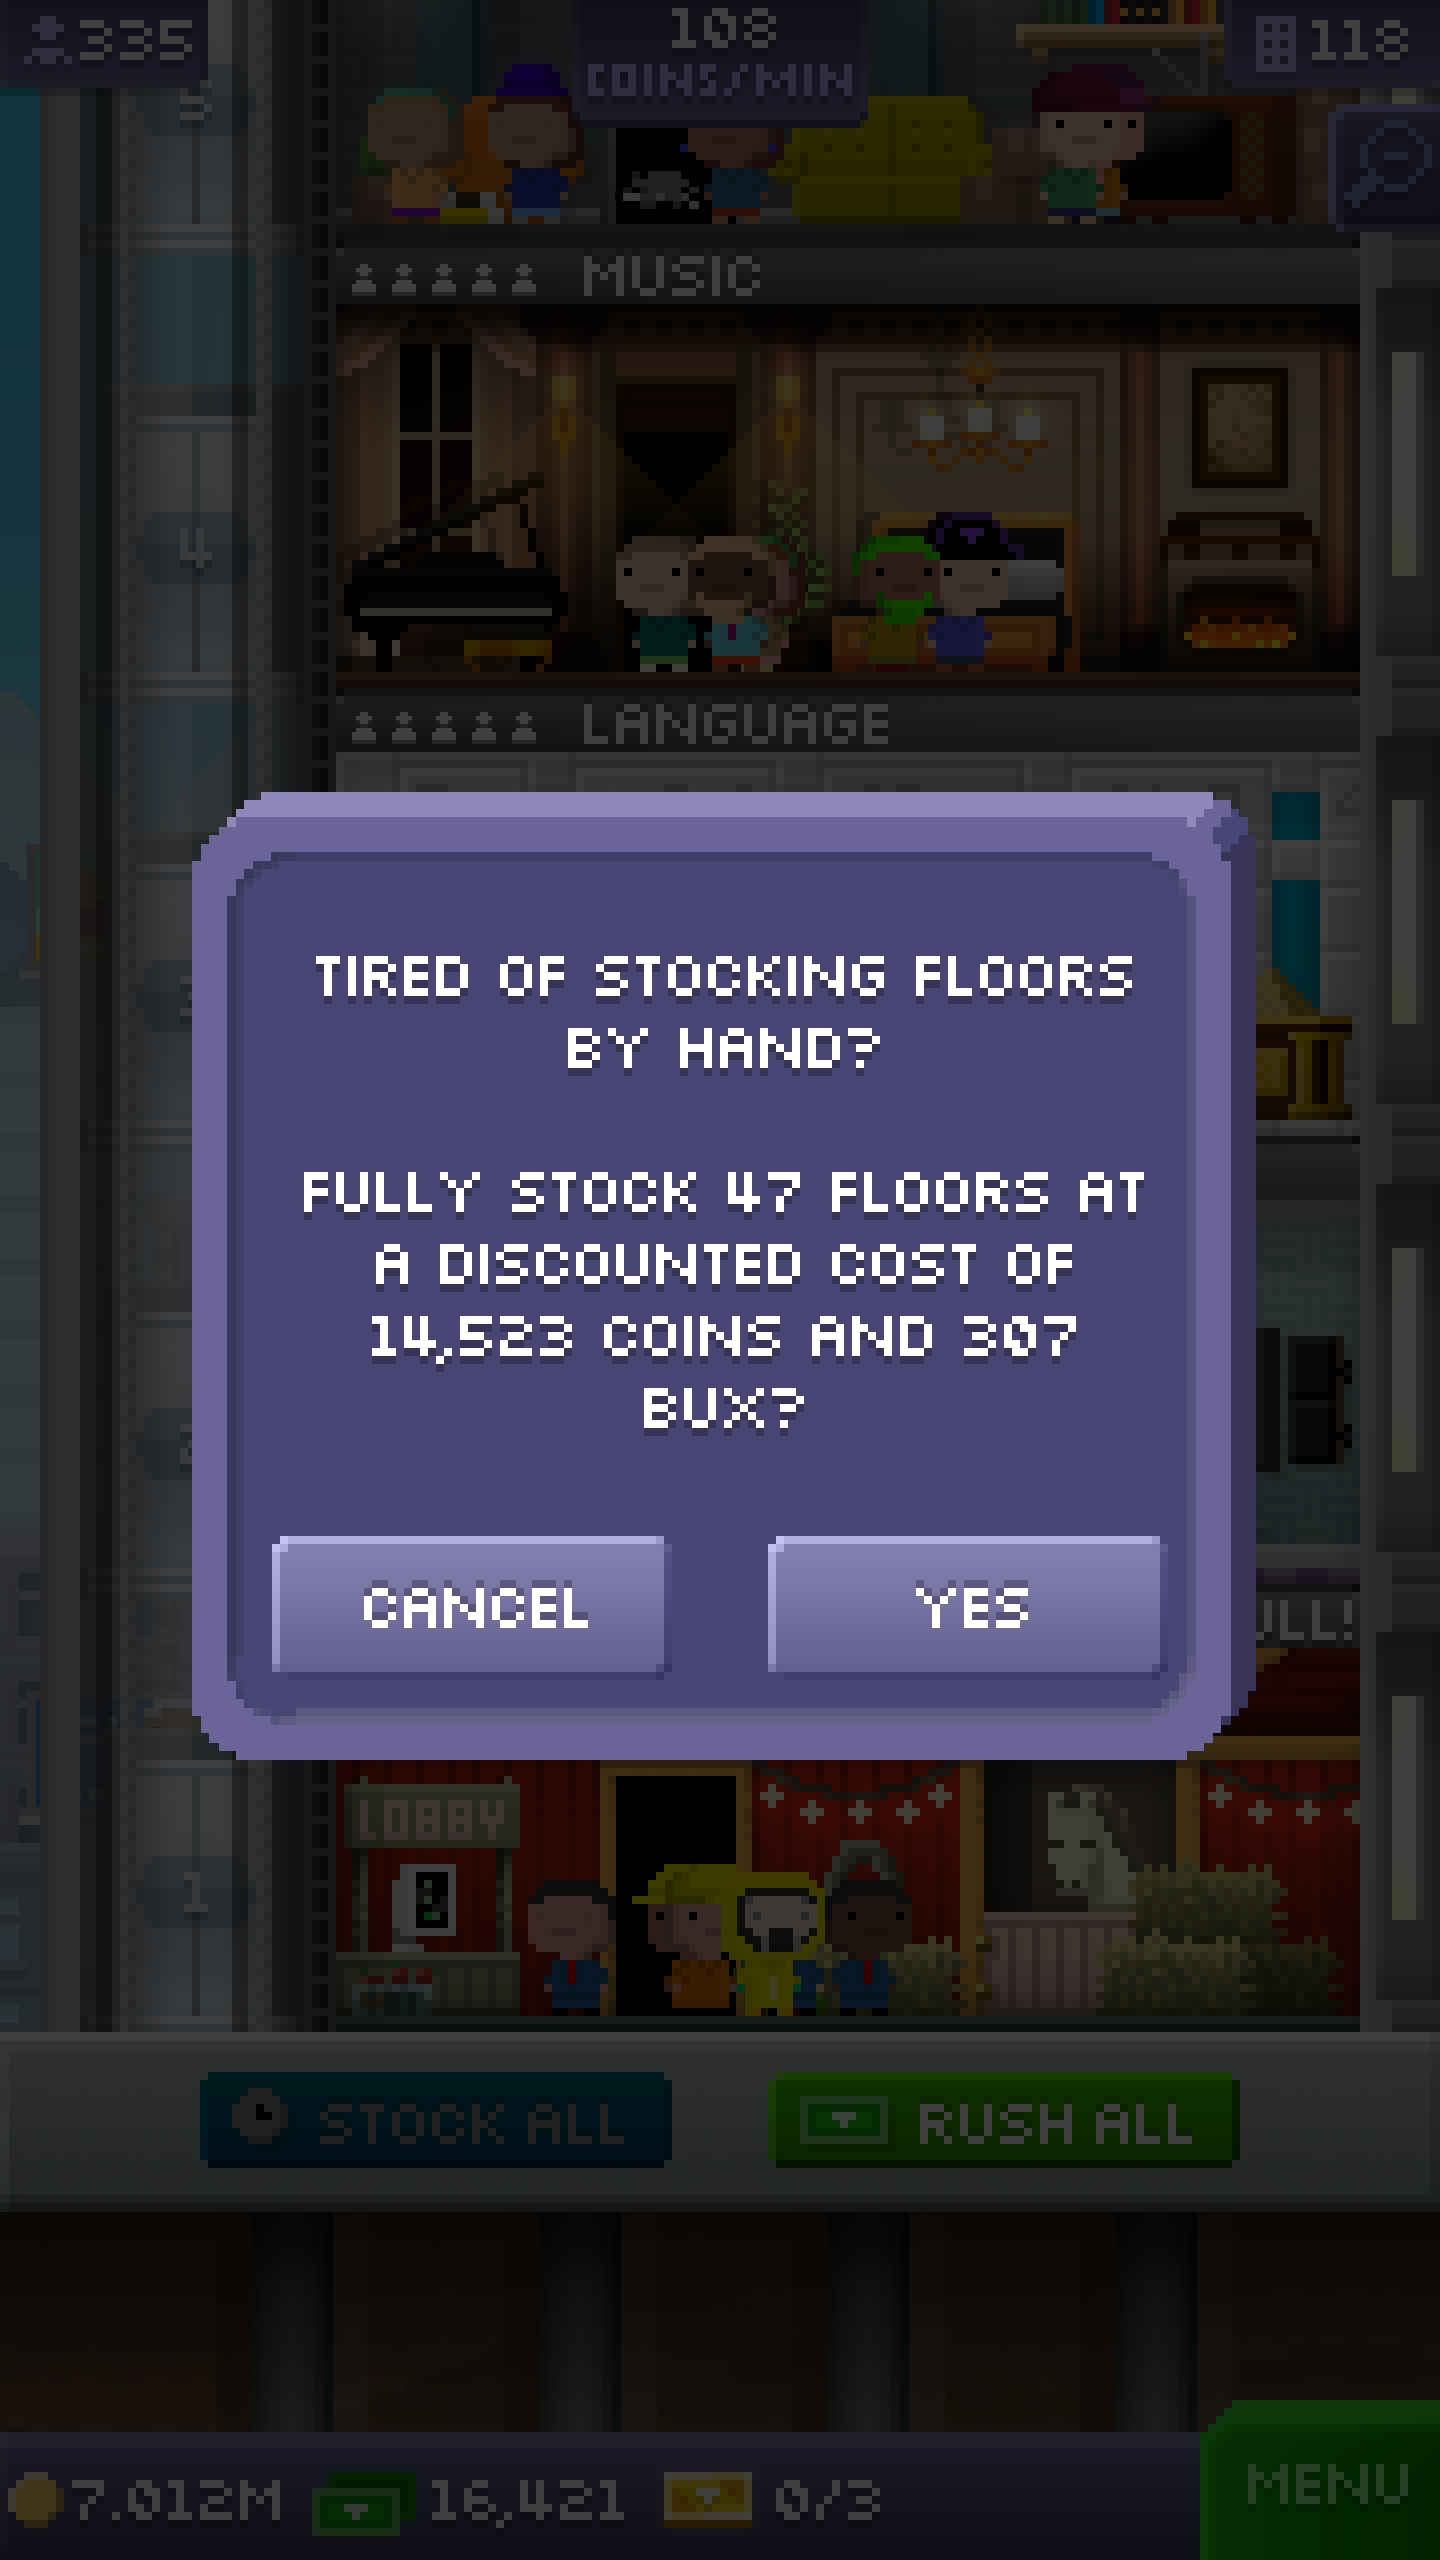 335
108
COINS/MIN
118
5
MUSIC
4
LANGUAGE
TIRED OF STOCKING FLOORS
BY HAND?
FULLY STOCK 47 FLOORS AT
A DISCOUNTED COST OF
14,523 COINS AND 307
BUX?
CANCEL
YES
LOBBY
1
STOCK ALL
RUSH ALL
7.012M
16,421
0/3
MENU